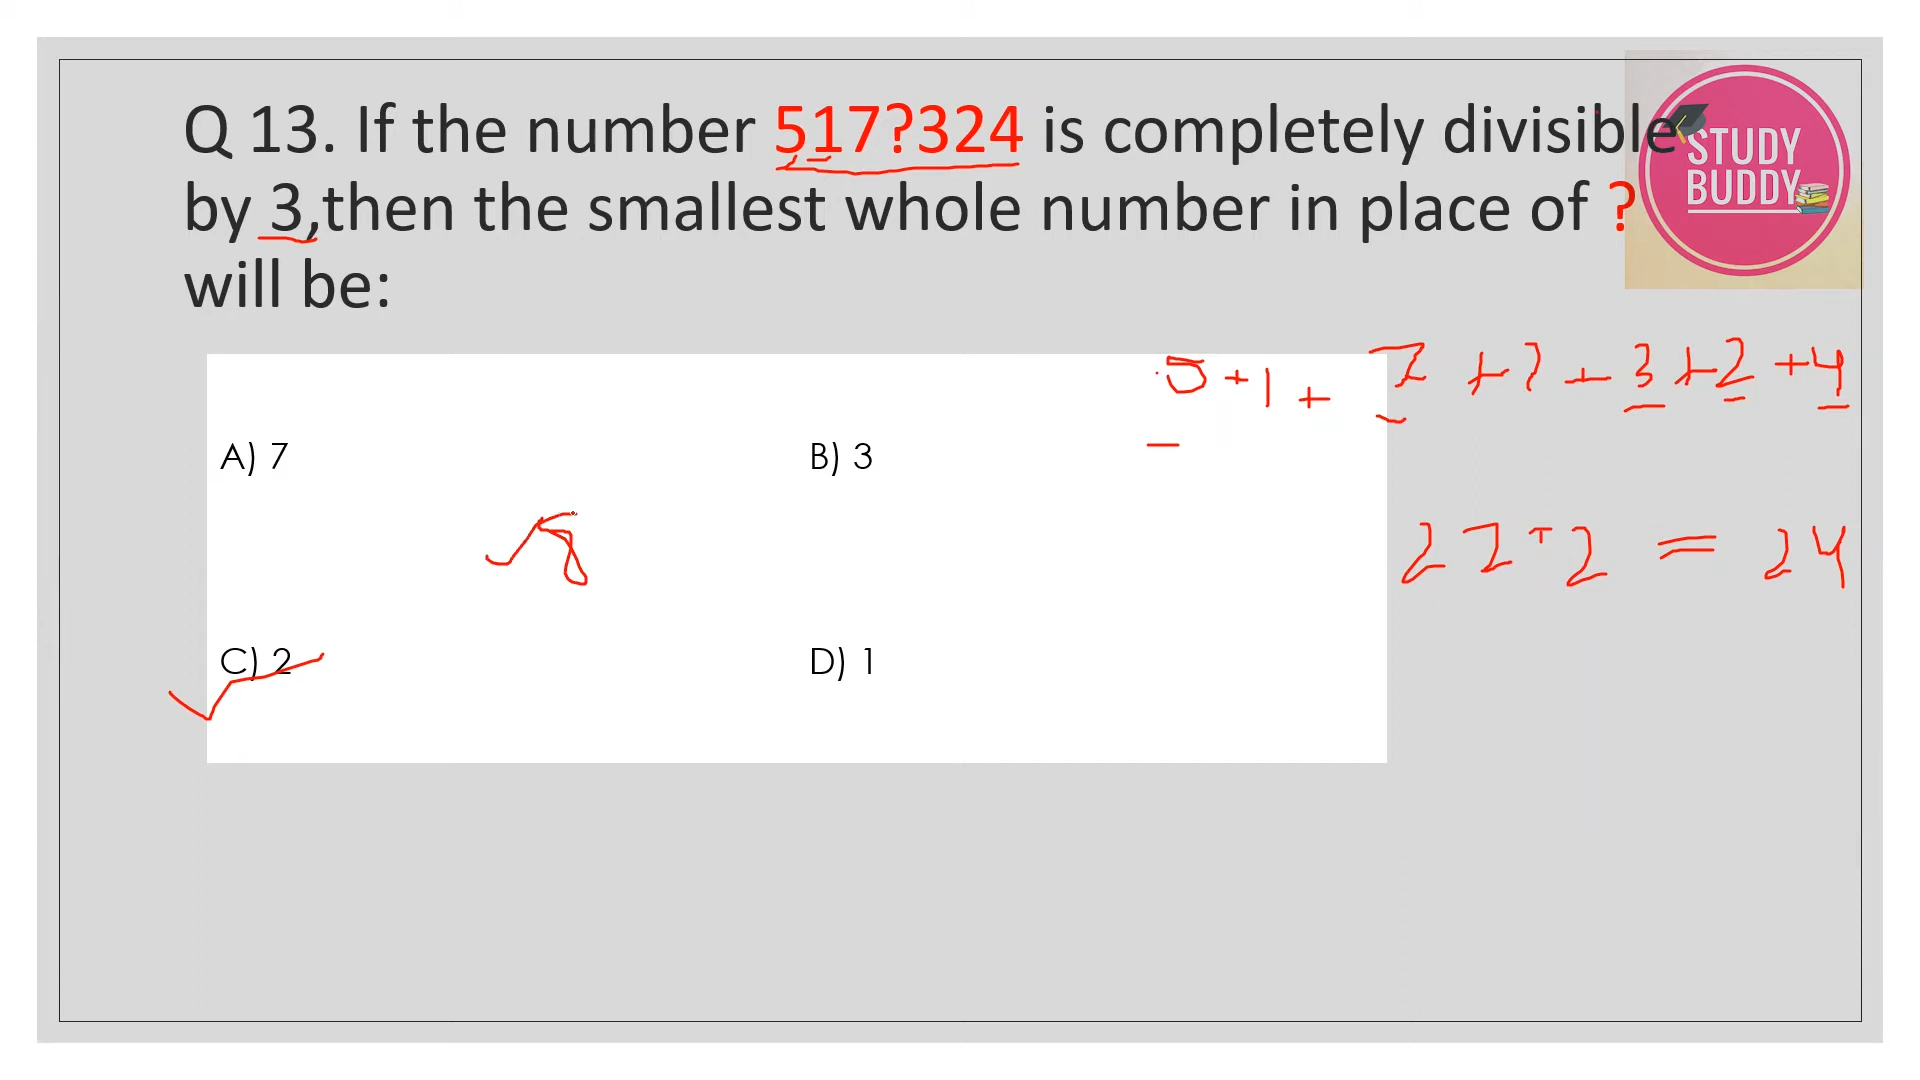 Q 13. If the number 517?324 is completely divisible
by 3,then the smallest whole number in place of ?
will be:
STUDY
BUDDY
5 + 1 + 7 + ? + 3 + 2 + 4
A) 7
B) 3
22 + 2 = 24
C) 2
D) 1